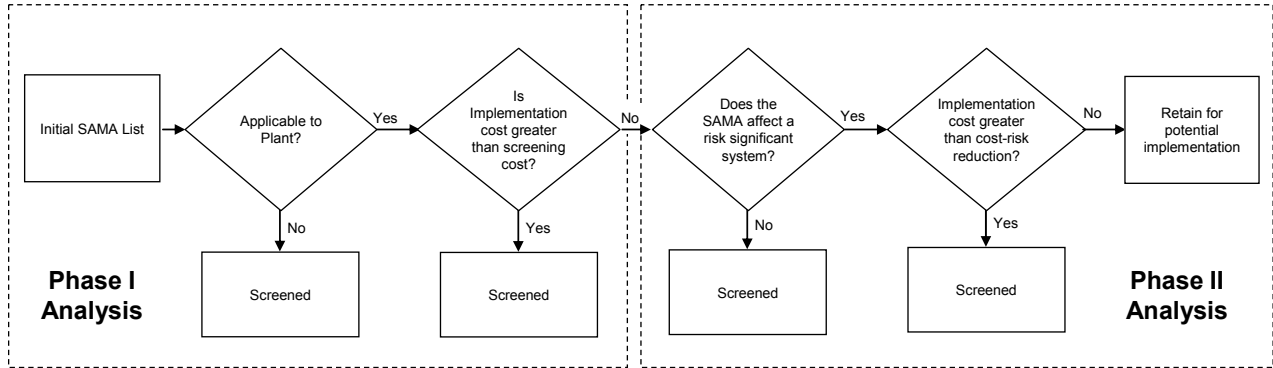 Initial SAMA List
Applicable to
Plant?
Yes
Is
Implementation
cost greater
than screening
cost?
No
Does the
SAMA affect a
risk significant
system?
Yes
Implementation
cost greater
than cost-risk
reduction?
No
Retain for
potential
implementation
No
Yes
No
Yes
Screened
Screened
Screened
Screened
Phase I
Analysis
Phase II
Analysis